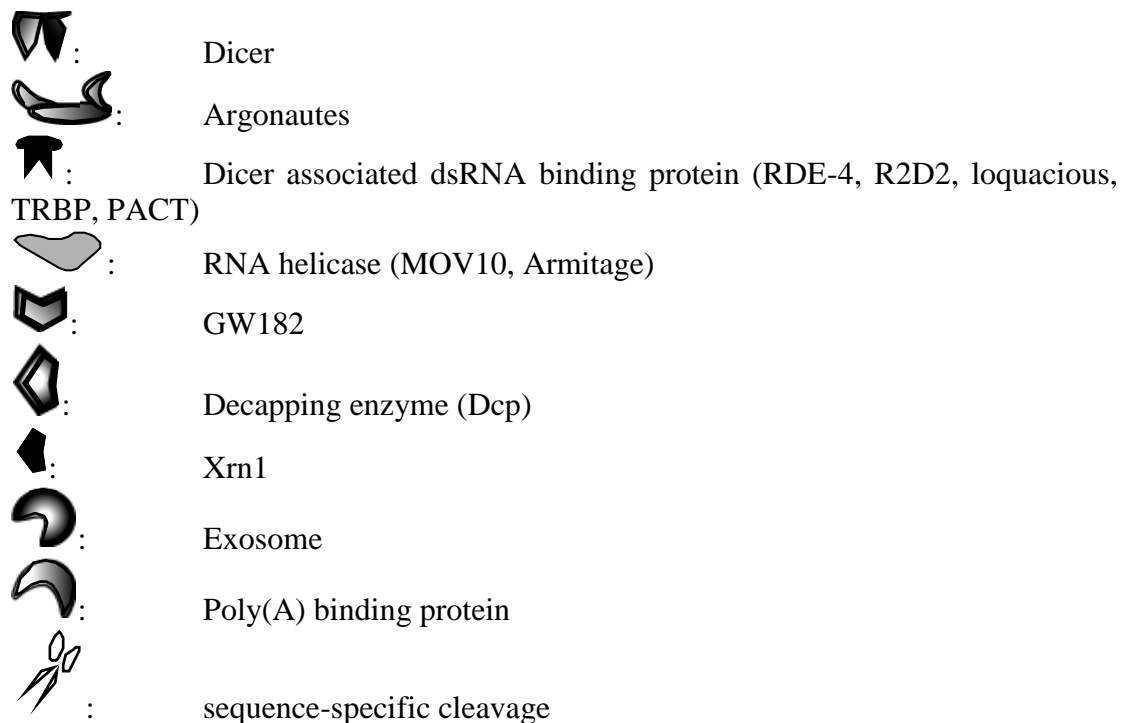 : Dicer
: Argonautes
: Dicer associated dsRNA binding protein (RDE-4, R2D2, loquacious,
TRBP, PACT)
: RNA helicase (MOV10, Armitage)
: GW182
: Decapping enzyme (Dcp)
: Xrn1
: Exosome
: Poly(A) binding protein
: sequence-specific cleavage